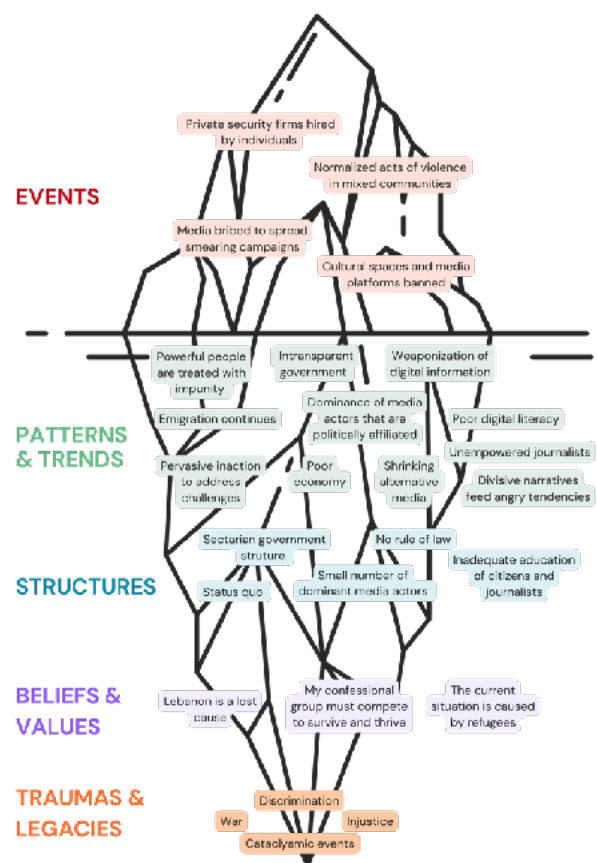 Private security firms hired
by individuals
Normalized acts of violence
in mixed communities
EVENTS
Media bribed to spread
smearing campaigns
Cultural spaces and media
platforms banned
Powerful people
are treated with
impunity
Intransparent
government
Weaponization of
digital information
Dominance of media
actors that are
politically affiliated
Emigration continues
Poor digital literacy
PATTERNS
& TRENDS
Unempowered journalists
Pervasive inaction
to address
challenges
Poor
economy
Shrinking
alternative
media
Divisive narratives
feed angry tendencies
Sectarian government
struture
No rule of law
STRUCTURES
Inadequate education
of citizens and
journalists
Status quo
Small number of
dominant media actors
BELIEFS &
VALUES
Lebanon is a lost
cause
My confessional
group must compete
to survive and thrive
The current
situation is caused
by refugees
TRAUMAS &
LEGACIES
Discrimination
War
Injustice
Cataclysmic events